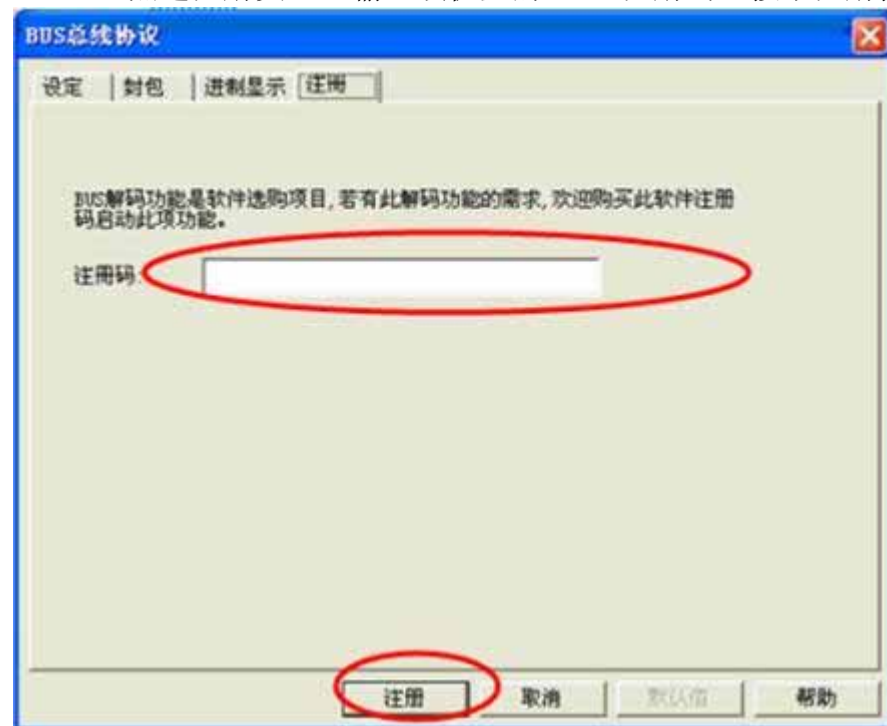 BUS总线协议
设定 封包 进制显示 注册
BUS解码功能是软件选购项目,若有此解码功能的需求,欢迎购买此软件注册
码启动此项功能。
注册码:
注册 取消 默认值 帮助